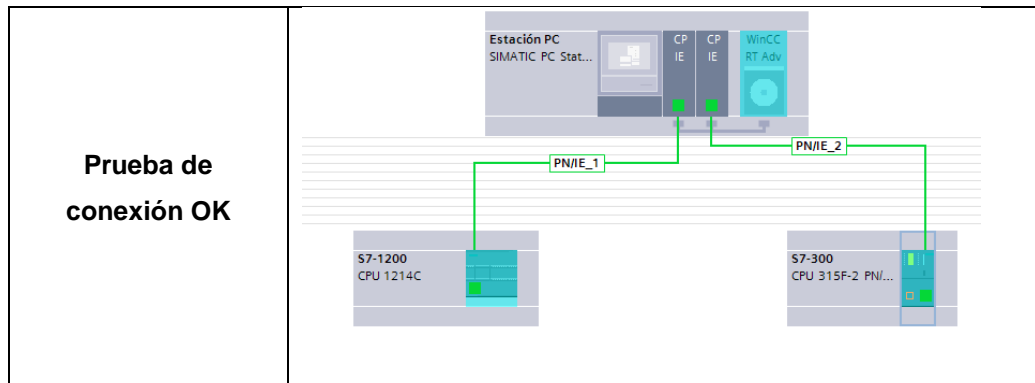 Prueba de
conexión OK
Estación PC
SIMATIC PC Stat...
CP
IE
CP
IE
WinCC
RT Adv
PN/IE_1
PN/IE_2
S7-1200
CPU 1214C
S7-300
CPU 315F-2 PN/...